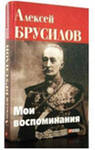 Алексей
БРУСИЛОВ
Мои
воспоминания